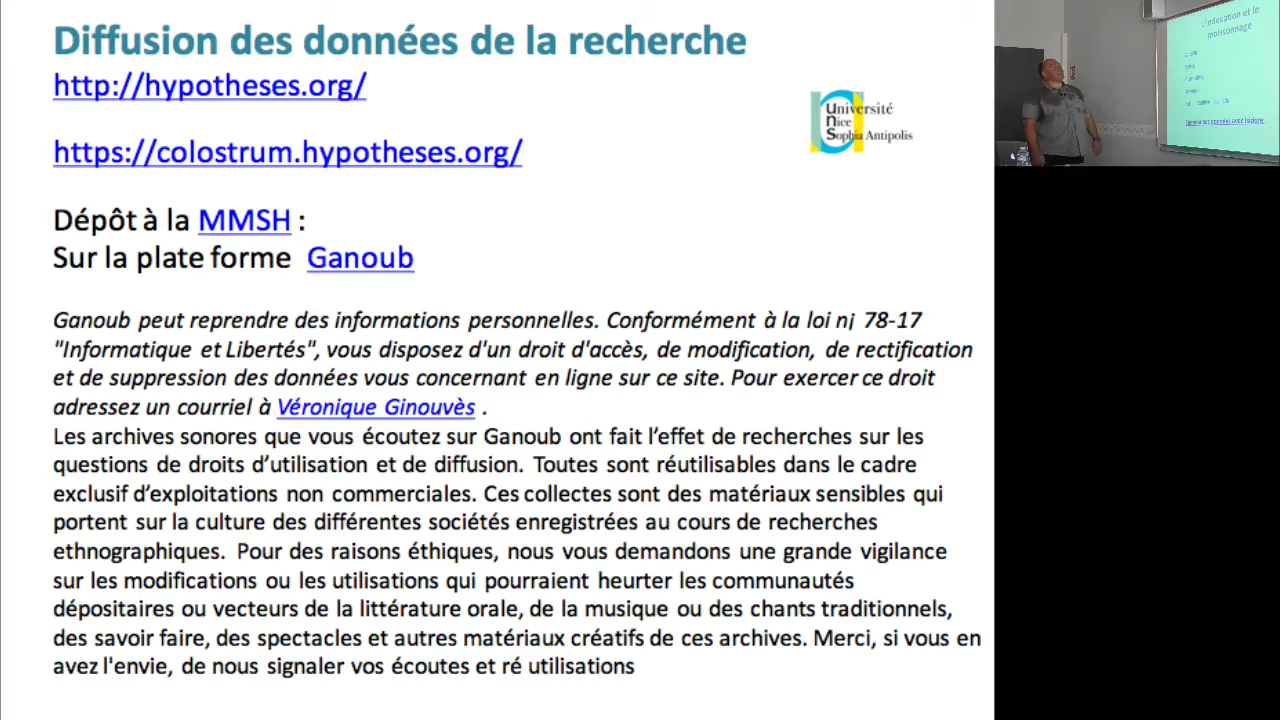 Diffusion des données de la recherche
http://hypotheses.org/
https://colostrum.hypotheses.org/
Université
Nice
Sophia Antipolis
Dépôt à la MMSH :
Sur la plate forme Ganoub
Ganoub peut reprendre des informations personnelles. Conformément à la loi n¡ 78-17
"Informatique et Libertés", vous disposez d'un droit d'accès, de modification, de rectification
et de suppression des données vous concernant en ligne sur ce site. Pour exercer ce droit
adressez un courriel à Véronique Ginouvès .
Les archives sonores que vous écoutez sur Ganoub ont fait l’effet de recherches sur les
questions de droits d’utilisation et de diffusion. Toutes sont réutilisables dans le cadre
exclusif d’exploitations non commerciales. Ces collectes sont des matériaux sensibles qui
portent sur la culture des différentes sociétés enregistrées au cours de recherches
ethnographiques. Pour des raisons éthiques, nous vous demandons une grande vigilance
sur les modifications ou les utilisations qui pourraient heurter les communautés
dépositaires ou vecteurs de la littérature orale, de la musique ou des chants traditionnels,
des savoir faire, des spectacles et autres matériaux créatifs de ces archives. Merci, si vous en
avez l'envie, de nous signaler vos écoutes et ré utilisations
L'indexation et le
moissonnage
Signaler ses données avec Isidore